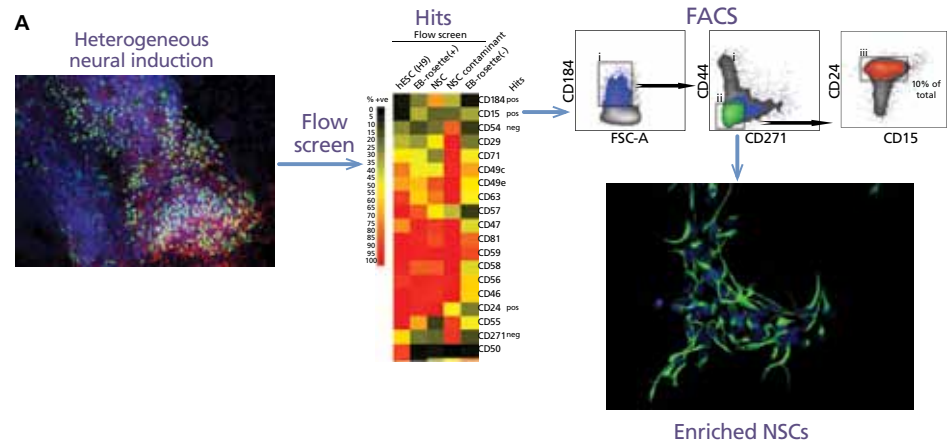 A
Heterogeneous
neural induction
Flow
screen
Hits
Flow screen
hESC (H9)
EB-rosette(+)
NSC
NSC contaminant
EB-rosette(-)
Hits
% +ve
0
5
10
15
20
25
30
35
40
45
50
55
60
65
70
75
80
85
90
95
100
CD184 pos
CD15 pos
CD54 neg
CD29
CD71
CD49c
CD49e
CD63
CD57
CD47
CD81
CD59
CD58
CD56
CD46
CD24 pos
CD55
CD271 neg
CD50
FACS
CD184
i
FSC-A
CD44
i
ii
CD271
CD24
iii
10% of
total
CD15
Enriched NSCs